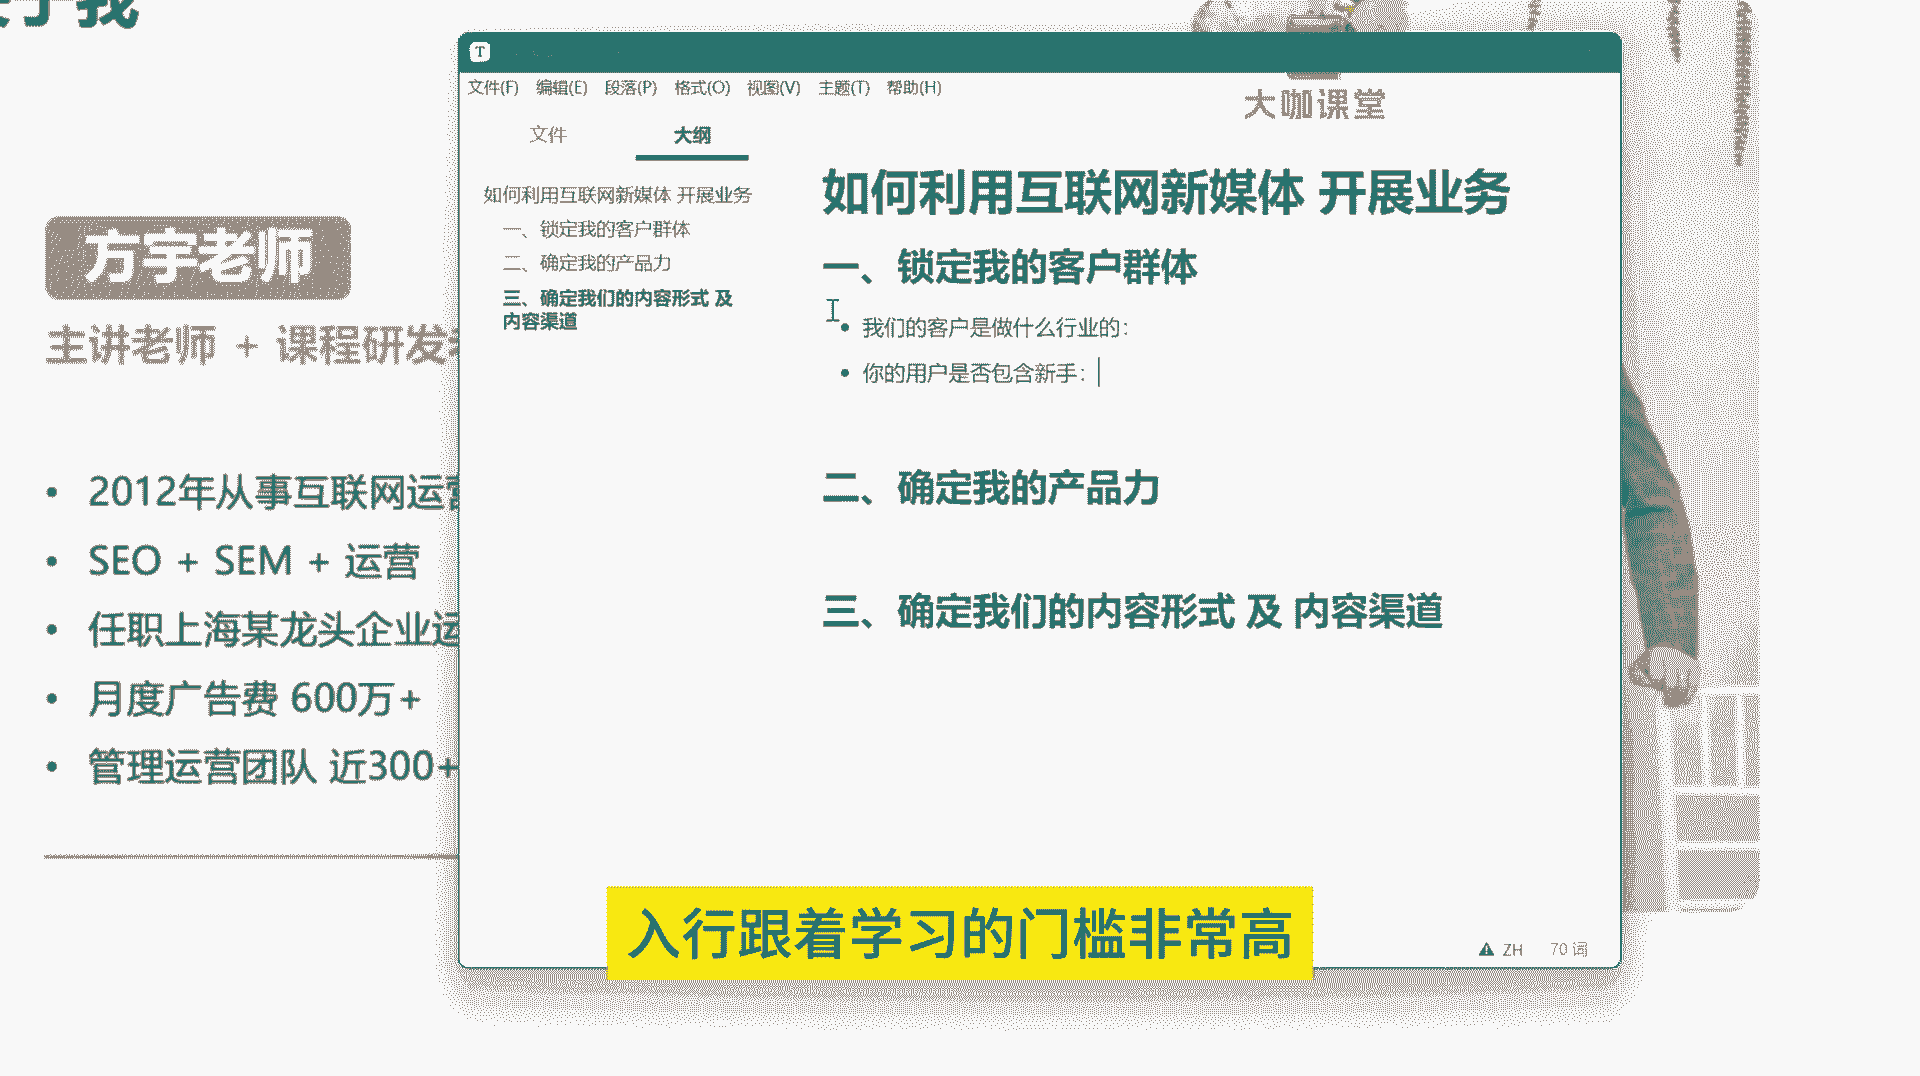 方宇老师
主讲老师 + 课程研发
• 2012年从事互联网运营
• SEO + SEM + 运营
• 任职上海某龙头企业运
• 月度广告费 600万+
• 管理运营团队 近300+
T
文件(F) 编辑(E) 段落(P) 格式(O) 视图(V) 主题(T) 帮助(H)
大咖课堂
文件 大纲
如何利用互联网新媒体 开展业务
一、锁定我的客户群体
二、确定我的产品力
三、确定我们的内容形式 及
内容渠道
如何利用互联网新媒体 开展业务
一、锁定我的客户群体
• 我们的客户是做什么行业的：
• 你的用户是否包含新手：
二、确定我的产品力
三、确定我们的内容形式 及 内容渠道
ZH 70 词
入行跟着学习的门槛非常高